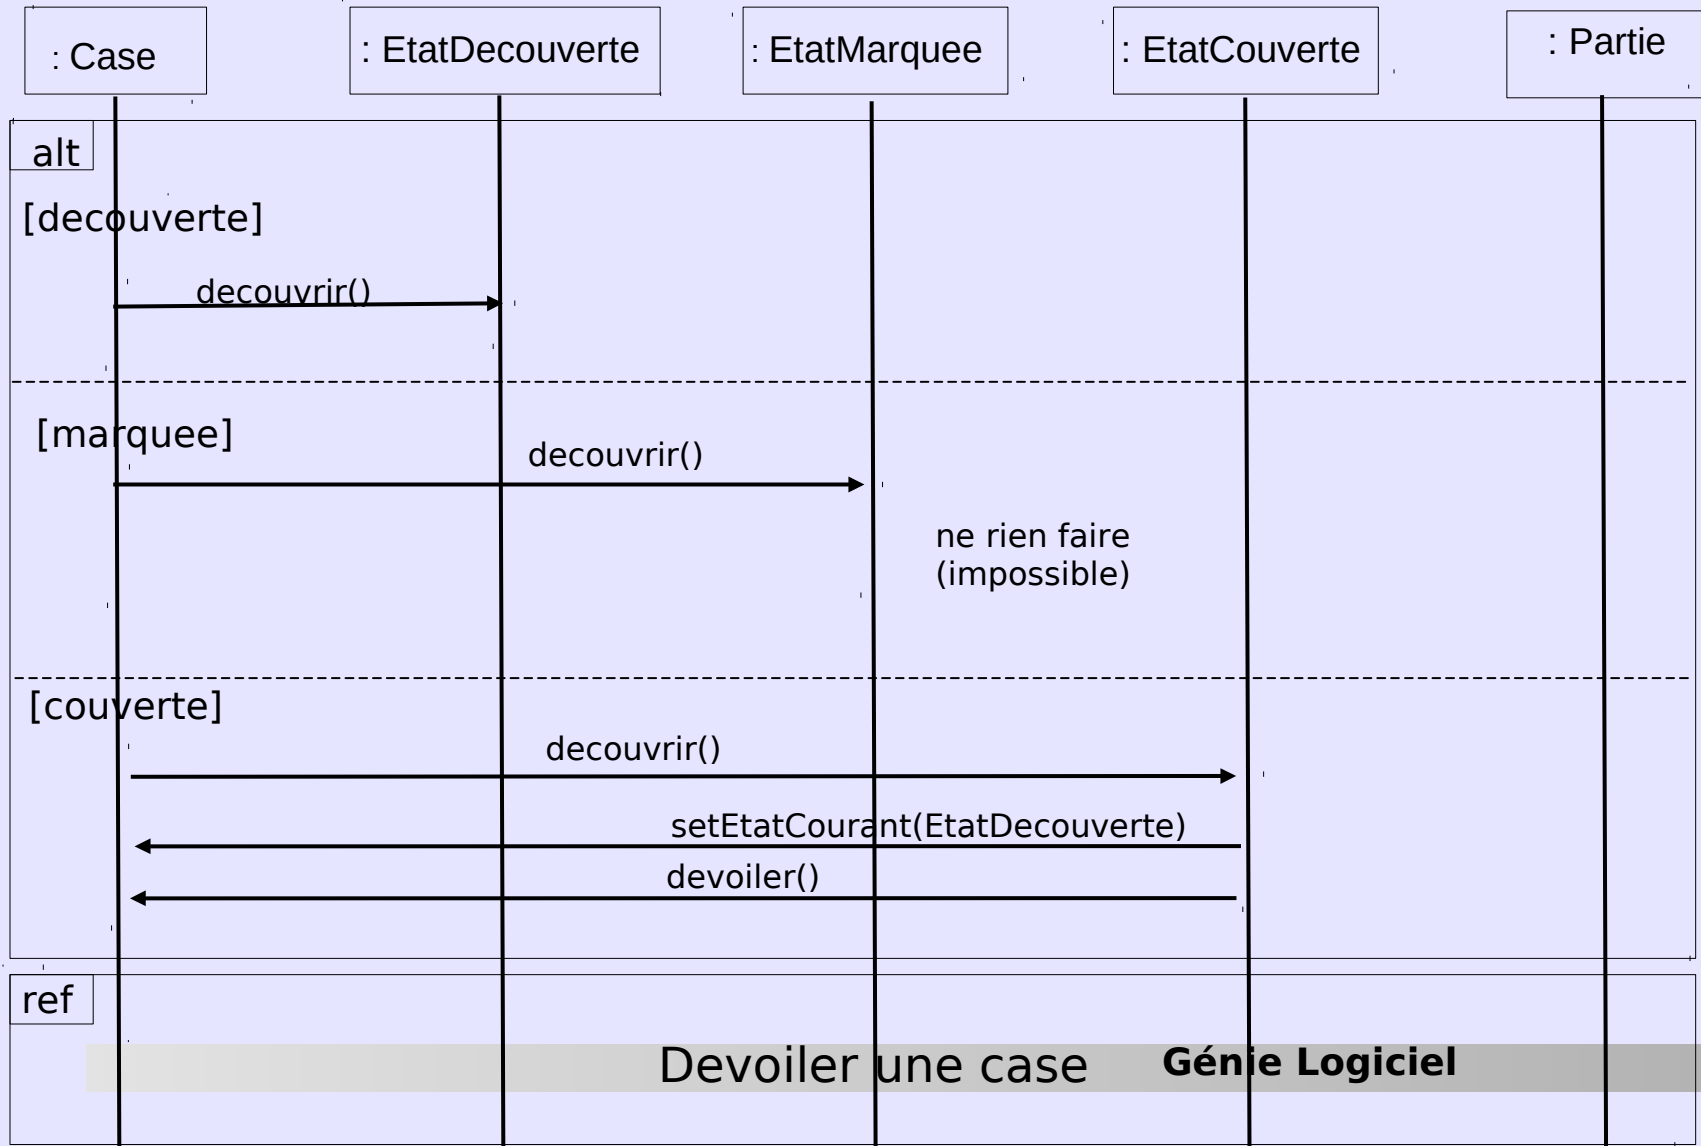 : Case
: EtatDecouverte
: EtatMarquee
: EtatCouverte
: Partie
alt
[decouverte]
decouvrir()
[marquee]
decouvrir()
ne rien faire
(impossible)
[couverte]
decouvrir()
setEtatCourant(EtatDecouverte)
devoiler()
ref
Devoiler une case
Génie Logiciel